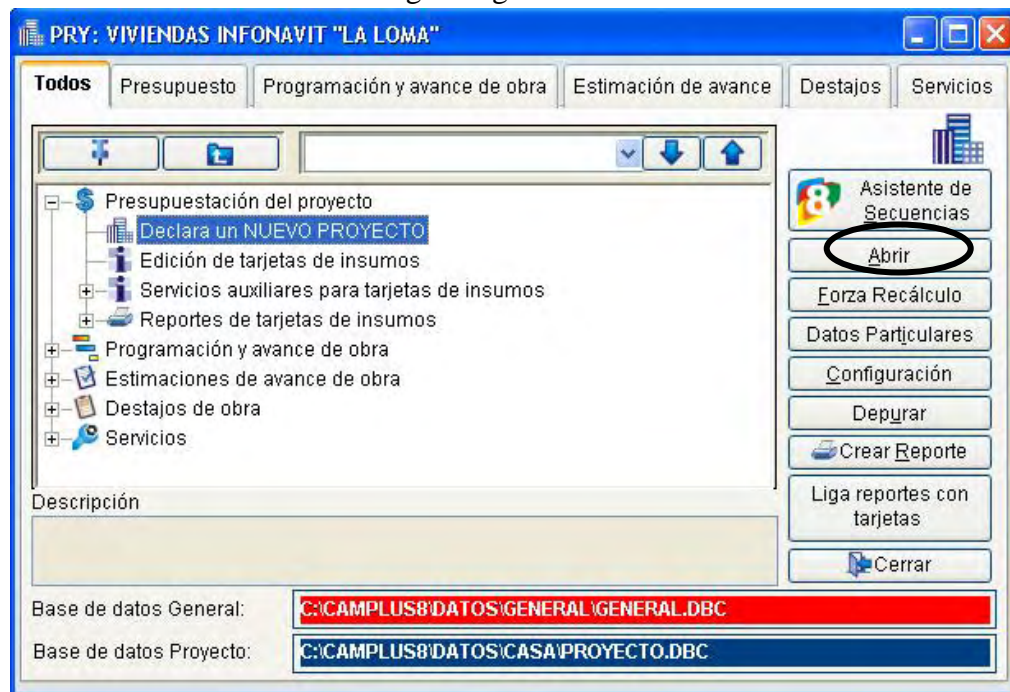 PRY: VIVIENDAS INFONAVIT "LA LOMA"
Todos Presupuesto Programación y avance de obra Estimación de avance Destajos Servicios
Presupuestación del proyecto
Declara un NUEVO PROYECTO
Edición de tarjetas de insumos
Servicios auxiliares para tarjetas de insumos
Reportes de tarjetas de insumos
Programación y avance de obra
Estimaciones de avance de obra
Destajos de obra
Servicios
8
Asistente de
Secuencias
Abrir
Forza Recálculo
Datos Particulares
Configuración
Depurar
Crear Reporte
Liga reportes con
tarjetas
Cerrar
Descripción
Base de datos General: C:\CAMPLUS8\DATOS\GENERAL\GENERAL.DBC
Base de datos Proyecto: C:\CAMPLUS8\DATOS\CASA\PROYECTO.DBC